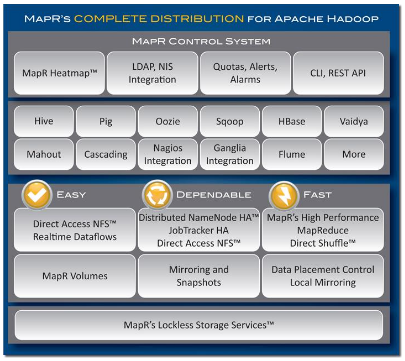 MapR's Complete Distribution for Apache Hadoop
MapR Control System
MapR Heatmap™
LDAP, NIS
Integration
Quotas, Alerts,
Alarms
CLI, REST API
Hive
Pig
Oozie
Sqoop
HBase
Vaidya
Mahout
Cascading
Nagios
Integration
Ganglia
Integration
Flume
More
Easy
Dependable
Fast
Direct Access NFS™
Realtime Dataflows
Distributed NameNode HA™
JobTracker HA
Direct Access NFS™
MapR's High Performance
MapReduce
Direct Shuffle™
MapR Volumes
Mirroring and
Snapshots
Data Placement Control
Local Mirroring
MapR's Lockless Storage Services™